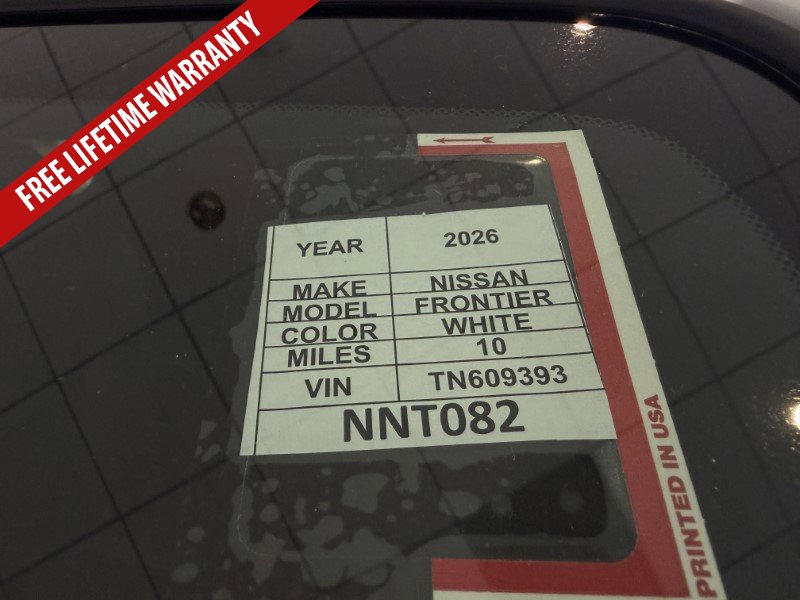 FREE LIFETIME WARRANTY
YEAR 2026
MAKE NISSAN
MODEL FRONTIER
COLOR WHITE
MILES 10
VIN TN609393
NNT082
PRINTED IN USA